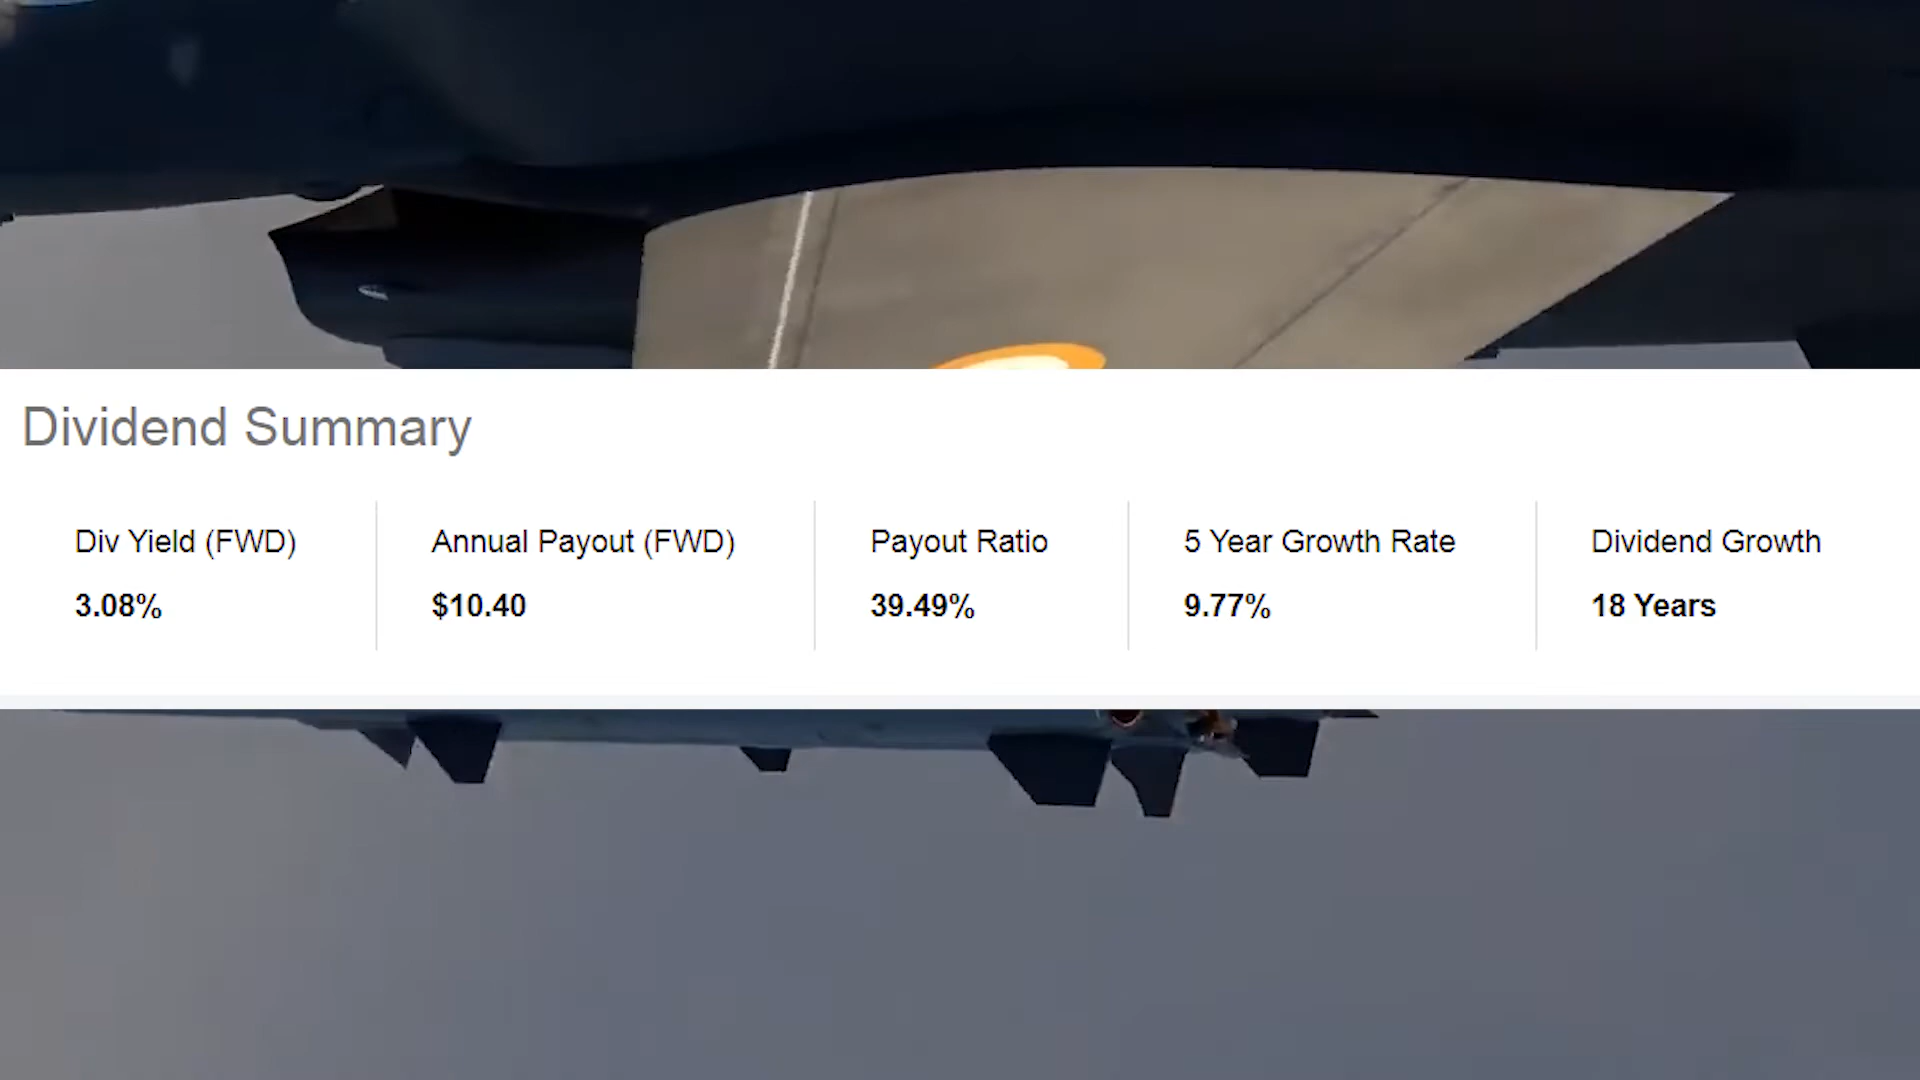 Dividend Summary
Div Yield (FWD) Annual Payout (FWD) Payout Ratio 5 Year Growth Rate Dividend Growth
3.08% $10.40 39.49% 9.77% 18 Years